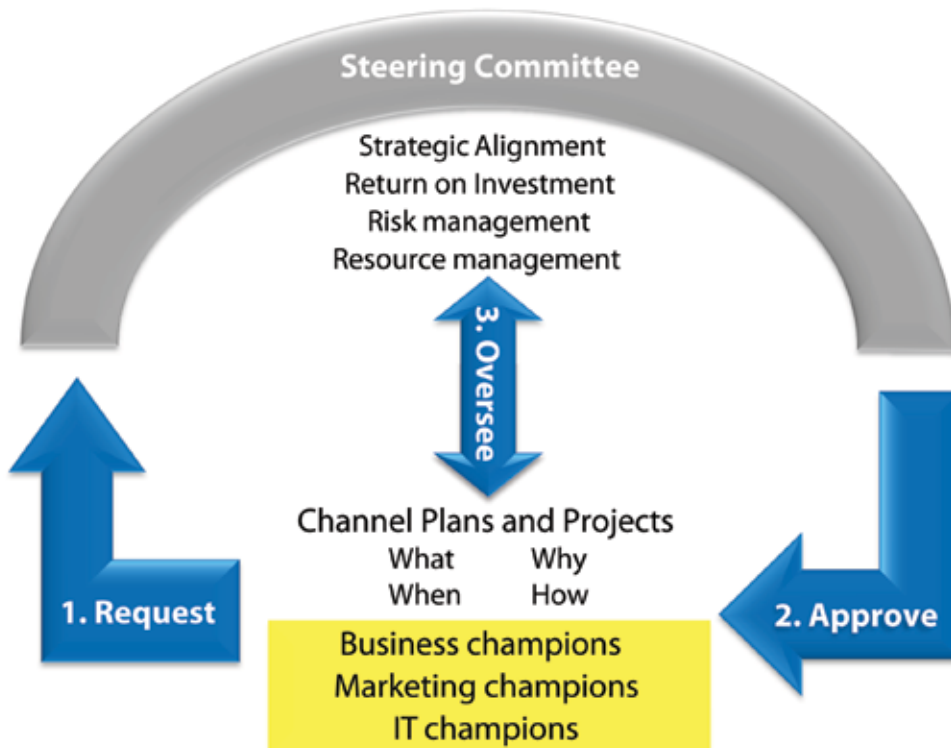 Steering Committee
Strategic Alignment
Return on Investment
Risk management
Resource management
3. Oversee
Channel Plans and Projects
What Why
When How
1. Request
2. Approve
Business champions
Marketing champions
IT champions